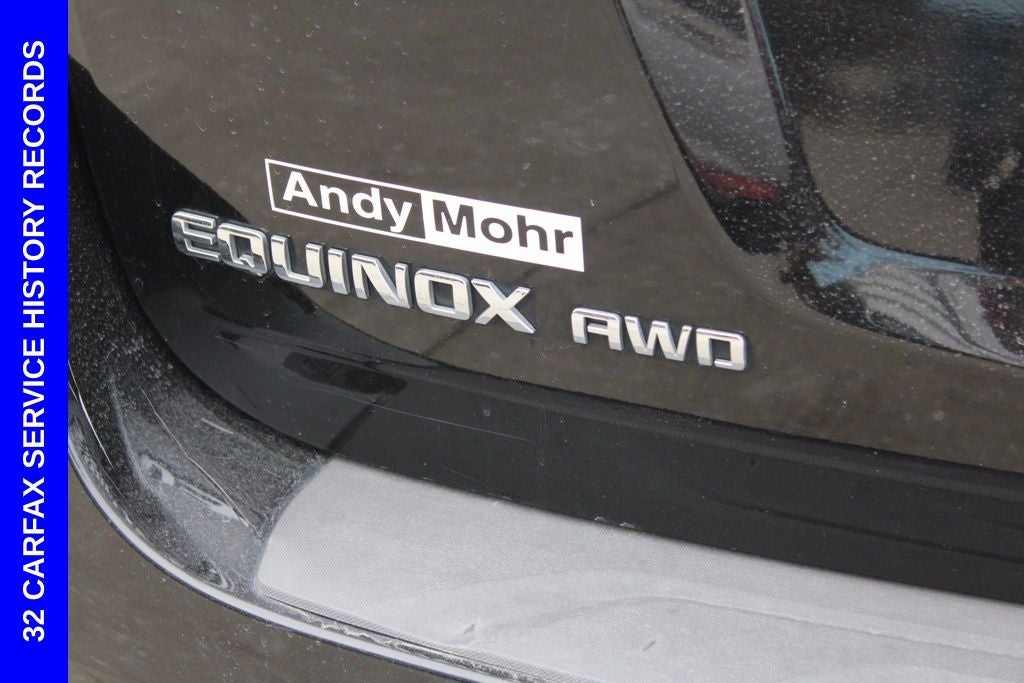 32 CARFAX SERVICE HISTORY RECORDS
Andy Mohr
EQUINOX AWD